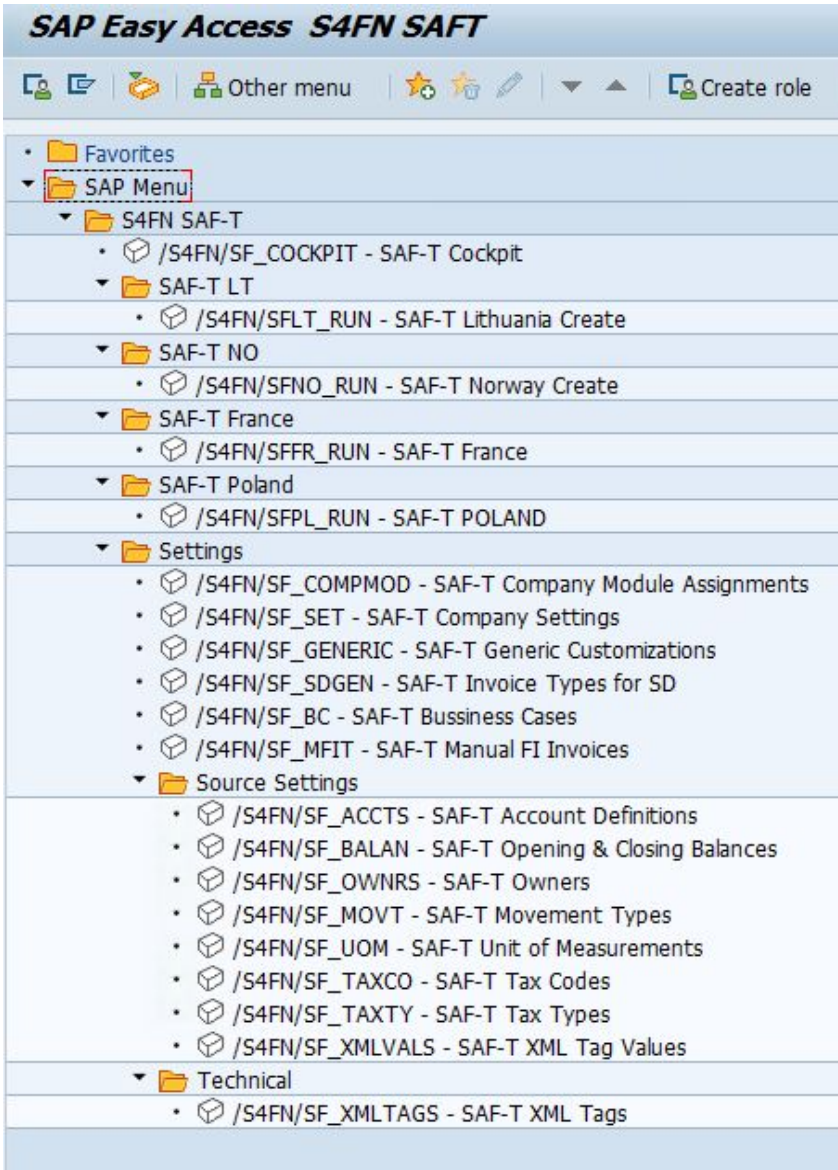 SAP Easy Access S4FN SAFT
Other menu Create role
Favorites
SAP Menu
S4FN SAF-T
/S4FN/SF_COCKPIT - SAF-T Cockpit
SAF-T LT
/S4FN/SFLT_RUN - SAF-T Lithuania Create
SAF-T NO
/S4FN/SFNO_RUN - SAF-T Norway Create
SAF-T France
/S4FN/SFFR_RUN - SAF-T France
SAF-T Poland
/S4FN/SFPL_RUN - SAF-T POLAND
Settings
/S4FN/SF_COMPMOD - SAF-T Company Module Assignments
/S4FN/SF_SET - SAF-T Company Settings
/S4FN/SF_GENERIC - SAF-T Generic Customizations
/S4FN/SF_SDGEN - SAF-T Invoice Types for SD
/S4FN/SF_BC - SAF-T Bussiness Cases
/S4FN/SF_MFIT - SAF-T Manual FI Invoices
Source Settings
/S4FN/SF_ACCTS - SAF-T Account Definitions
/S4FN/SF_BALAN - SAF-T Opening & Closing Balances
/S4FN/SF_OWNRS - SAF-T Owners
/S4FN/SF_MOVT - SAF-T Movement Types
/S4FN/SF_UOM - SAF-T Unit of Measurements
/S4FN/SF_TAXCO - SAF-T Tax Codes
/S4FN/SF_TAXTY - SAF-T Tax Types
/S4FN/SF_XMLVALS - SAF-T XML Tag Values
Technical
/S4FN/SF_XMLTAGS - SAF-T XML Tags